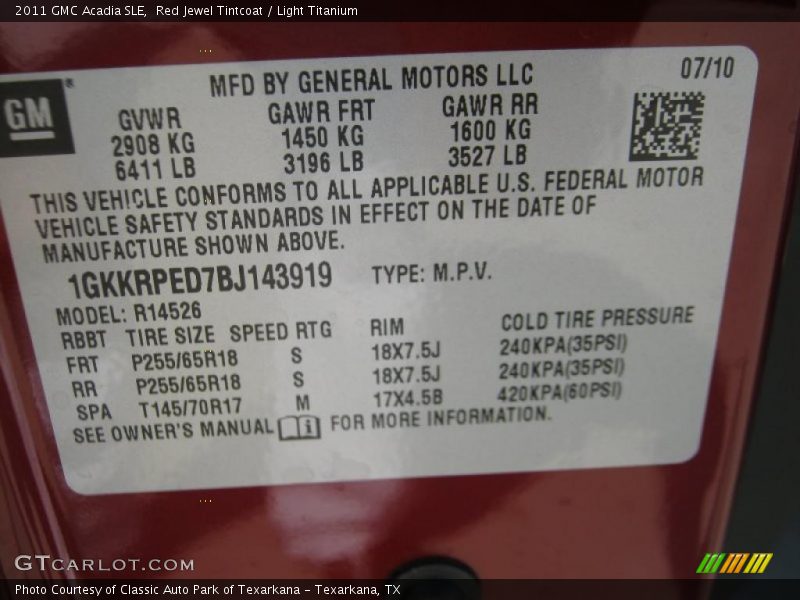 2011 GMC Acadia SLE,  Red Jewel Tintcoat / Light Titanium
07/10
MFD BY GENERAL MOTORS LLC
GM
GVWR GAWR FRT GAWR RR
2908 KG 1450 KG 1600 KG
6411 LB 3196 LB 3527 LB
THIS VEHICLE CONFORMS TO ALL APPLICABLE U.S. FEDERAL MOTOR
VEHICLE SAFETY STANDARDS IN EFFECT ON THE DATE OF
MANUFACTURE SHOWN ABOVE.
1GKKRPED7BJ143919 TYPE: M.P.V.
MODEL: R14526
RBBT TIRE SIZE SPEED RTG RIM COLD TIRE PRESSURE
FRT P255/65R18 S 18X7.5J 240KPA(35PSI)
RR P255/65R18 S 18X7.5J 240KPA(35PSI)
SPA T145/70R17 M 17X4.5B 420KPA(60PSI)
SEE OWNER'S MANUAL i FOR MORE INFORMATION.
GTCARLOT.COM
Photo Courtesy of Classic Auto Park of Texarkana - Texarkana, TX